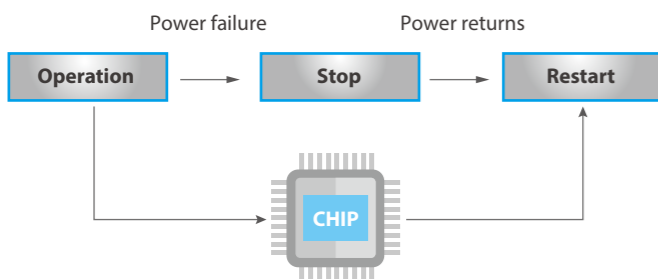 Power failure
Power returns
Operation
Stop
Restart
CHIP